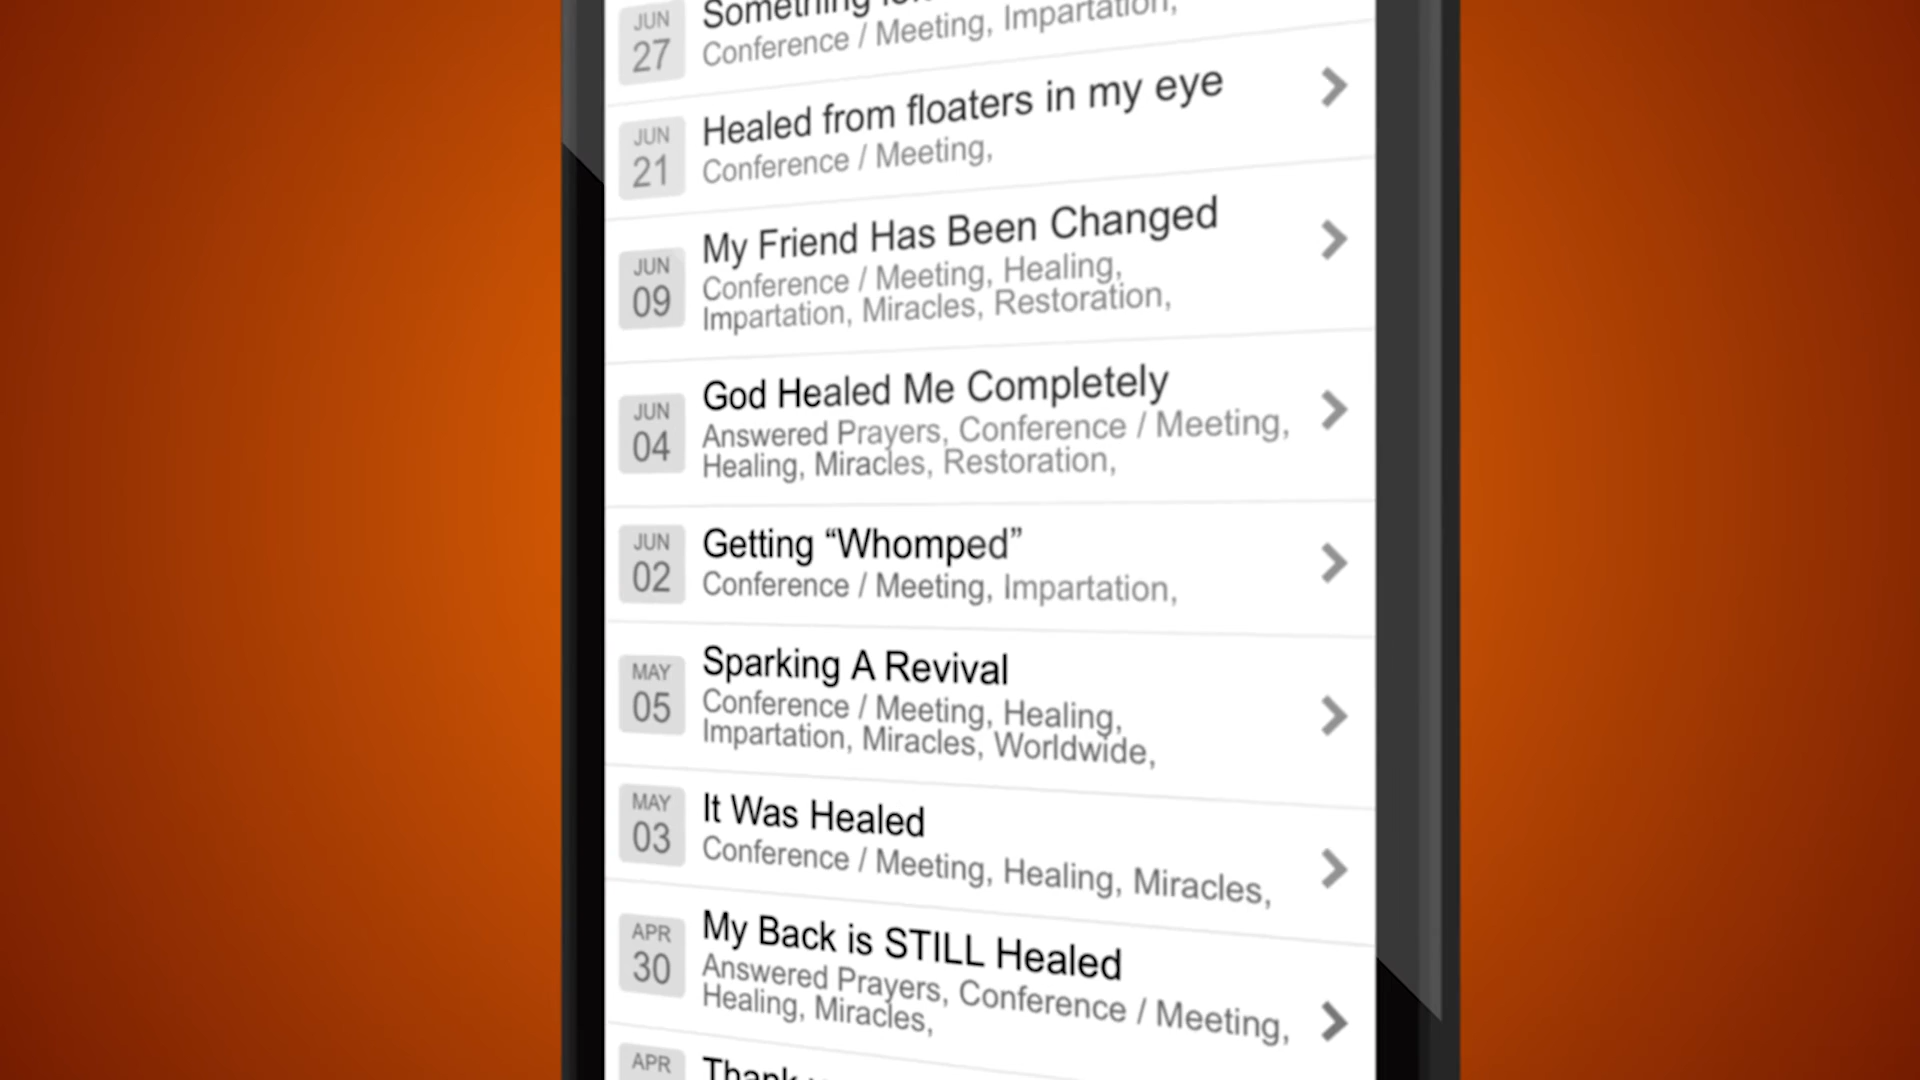 JUN
27
Something
Conference / Meeting, Impartation,
JUN
21
Healed from floaters in my eye
Conference / Meeting,
JUN
09
My Friend Has Been Changed
Conference / Meeting, Healing,
Impartation, Miracles, Restoration,
JUN
04
God Healed Me Completely
Answered Prayers, Conference / Meeting,
Healing, Miracles, Restoration,
JUN
02
Getting “Whomped”
Conference / Meeting, Impartation,
MAY
05
Sparking A Revival
Conference / Meeting, Healing,
Impartation, Miracles, Worldwide,
MAY
03
It Was Healed
Conference / Meeting, Healing, Miracles,
APR
30
My Back is STILL Healed
Answered Prayers, Conference / Meeting,
Healing, Miracles,
APR